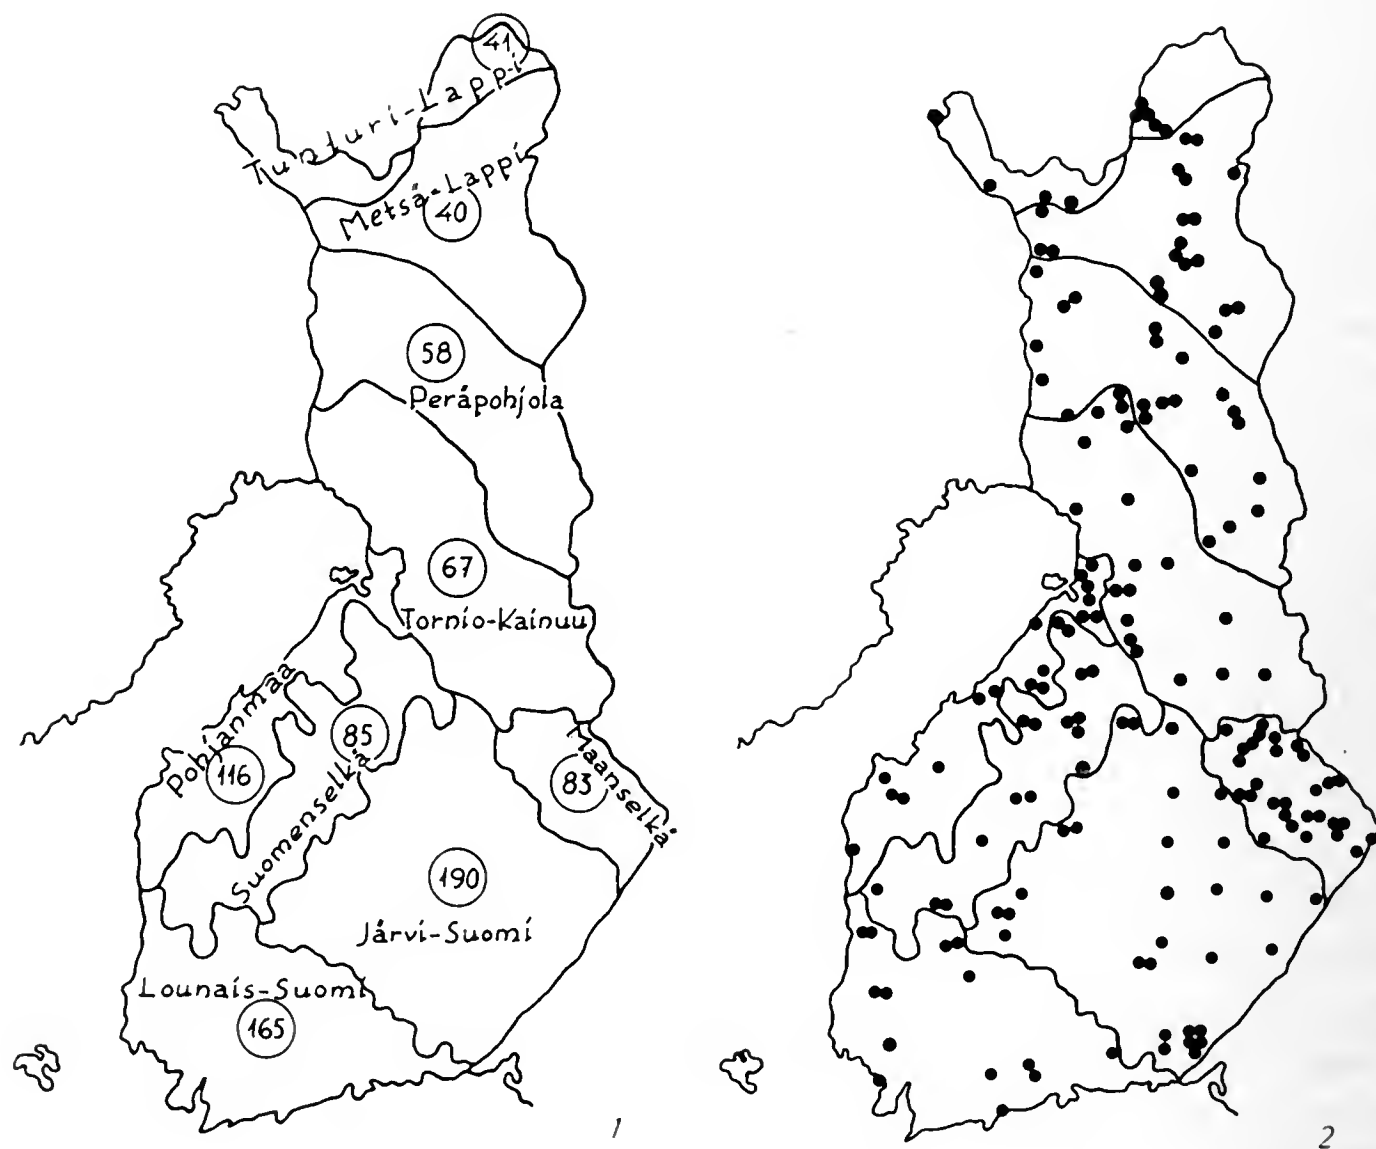 41
Tunturi-Lappi
Metsä-Lappi
40
58
Peräpohjola
67
Tornio-Kainuu
Pohjanmaa
116
85
Suomenselkä
Maanselkä
83
190
Järvi-Suomi
Lounais-Suomi
165
1
2